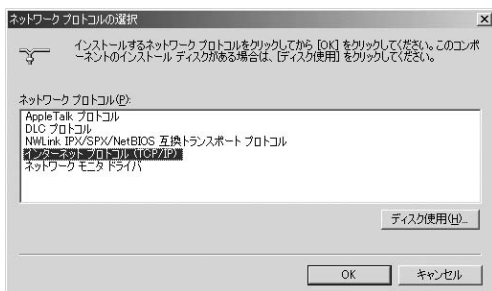 ネットワーク プロトコルの選択
インストールするネットワーク プロトコルをクリックしてから [OK] をクリックしてください。このコンポ
ーネントのインストール ディスクがある場合は、[ディスク使用] をクリックしてください。
ネットワーク プロトコル(P):
AppleTalk プロトコル
DLC プロトコル
NWLink IPX/SPX/NetBIOS 互換トランスポート プロトコル
インターネット プロトコル (TCP/IP)
ネットワーク モニタ ドライバ
ディスク使用(H)...
OK
キャンセル